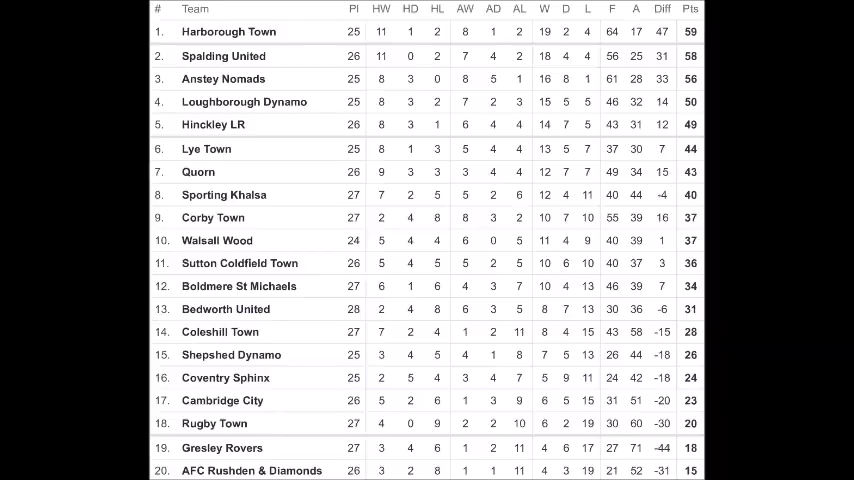 # Team Pl HW HD HL AW AD AL W D L F A Diff Pts
1. Harborough Town 25 11 1 2 8 1 2 19 2 4 64 17 47 59
2. Spalding United 26 11 0 2 7 4 2 18 4 4 56 25 31 58
3. Anstey Nomads 25 8 3 0 8 5 1 16 8 1 61 28 33 56
4. Loughborough Dynamo 25 8 3 2 7 2 3 15 5 5 46 32 14 50
5. Hinckley LR 26 8 3 1 6 4 4 14 7 5 43 31 12 49
6. Lye Town 25 8 1 3 5 4 4 13 5 7 37 30 7 44
7. Quorn 26 9 3 3 3 4 4 12 7 7 49 34 15 43
8. Sporting Khalsa 27 7 2 5 5 2 6 12 4 11 40 44 -4 40
9. Corby Town 27 2 4 8 8 3 2 10 7 10 55 39 16 37
10. Walsall Wood 24 5 4 4 6 0 5 11 4 9 40 39 1 37
11. Sutton Coldfield Town 26 5 4 5 5 2 5 10 6 10 40 37 3 36
12. Boldmere St Michaels 27 6 1 6 4 3 7 10 4 13 46 39 7 34
13. Bedworth United 28 2 4 8 6 3 5 8 7 13 30 36 -6 31
14. Coleshill Town 27 7 2 4 1 2 11 8 4 15 43 58 -15 28
15. Shepshed Dynamo 25 3 4 5 4 1 8 7 5 13 26 44 -18 26
16. Coventry Sphinx 25 2 5 4 3 4 7 5 9 11 24 42 -18 24
17. Cambridge City 26 5 2 6 1 3 9 6 5 15 31 51 -20 23
18. Rugby Town 27 4 0 9 2 2 10 6 2 19 30 60 -30 20
19. Gresley Rovers 27 3 4 6 1 2 11 4 6 17 27 71 -44 18
20. AFC Rushden & Diamonds 26 3 2 8 1 1 11 4 3 19 21 52 -31 15